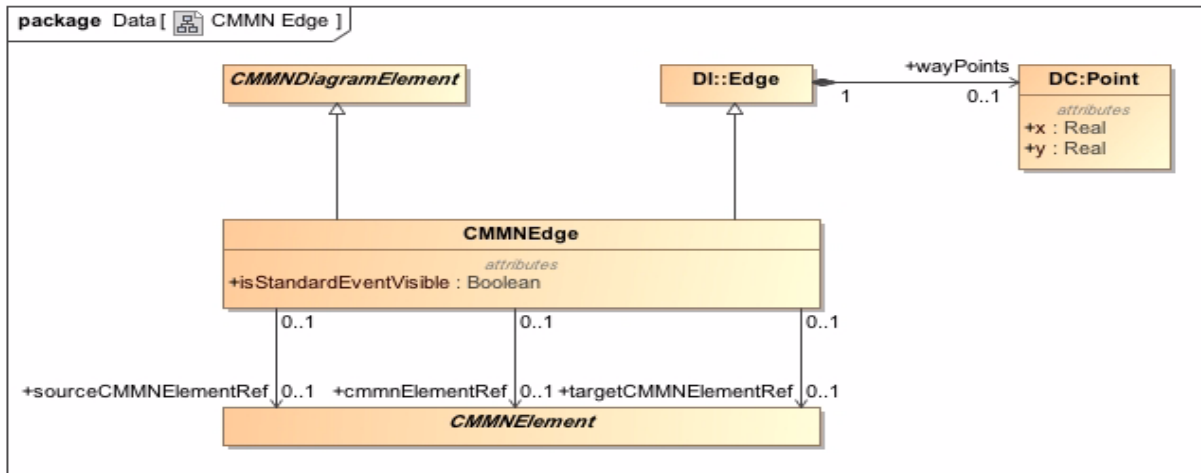 package Data[ CMMN Edge ]
CMMNDiagramElement
DI::Edge
1
+wayPoints
0..1
DC:Point
attributes
+x : Real
+y : Real
CMMNEdge
attributes
+isStandardEventVisible : Boolean
0..1
0..1
0..1
+sourceCMMNElementRef 0..1
+cmmnElementRef 0..1
+targetCMMNElementRef 0..1
CMMNElement